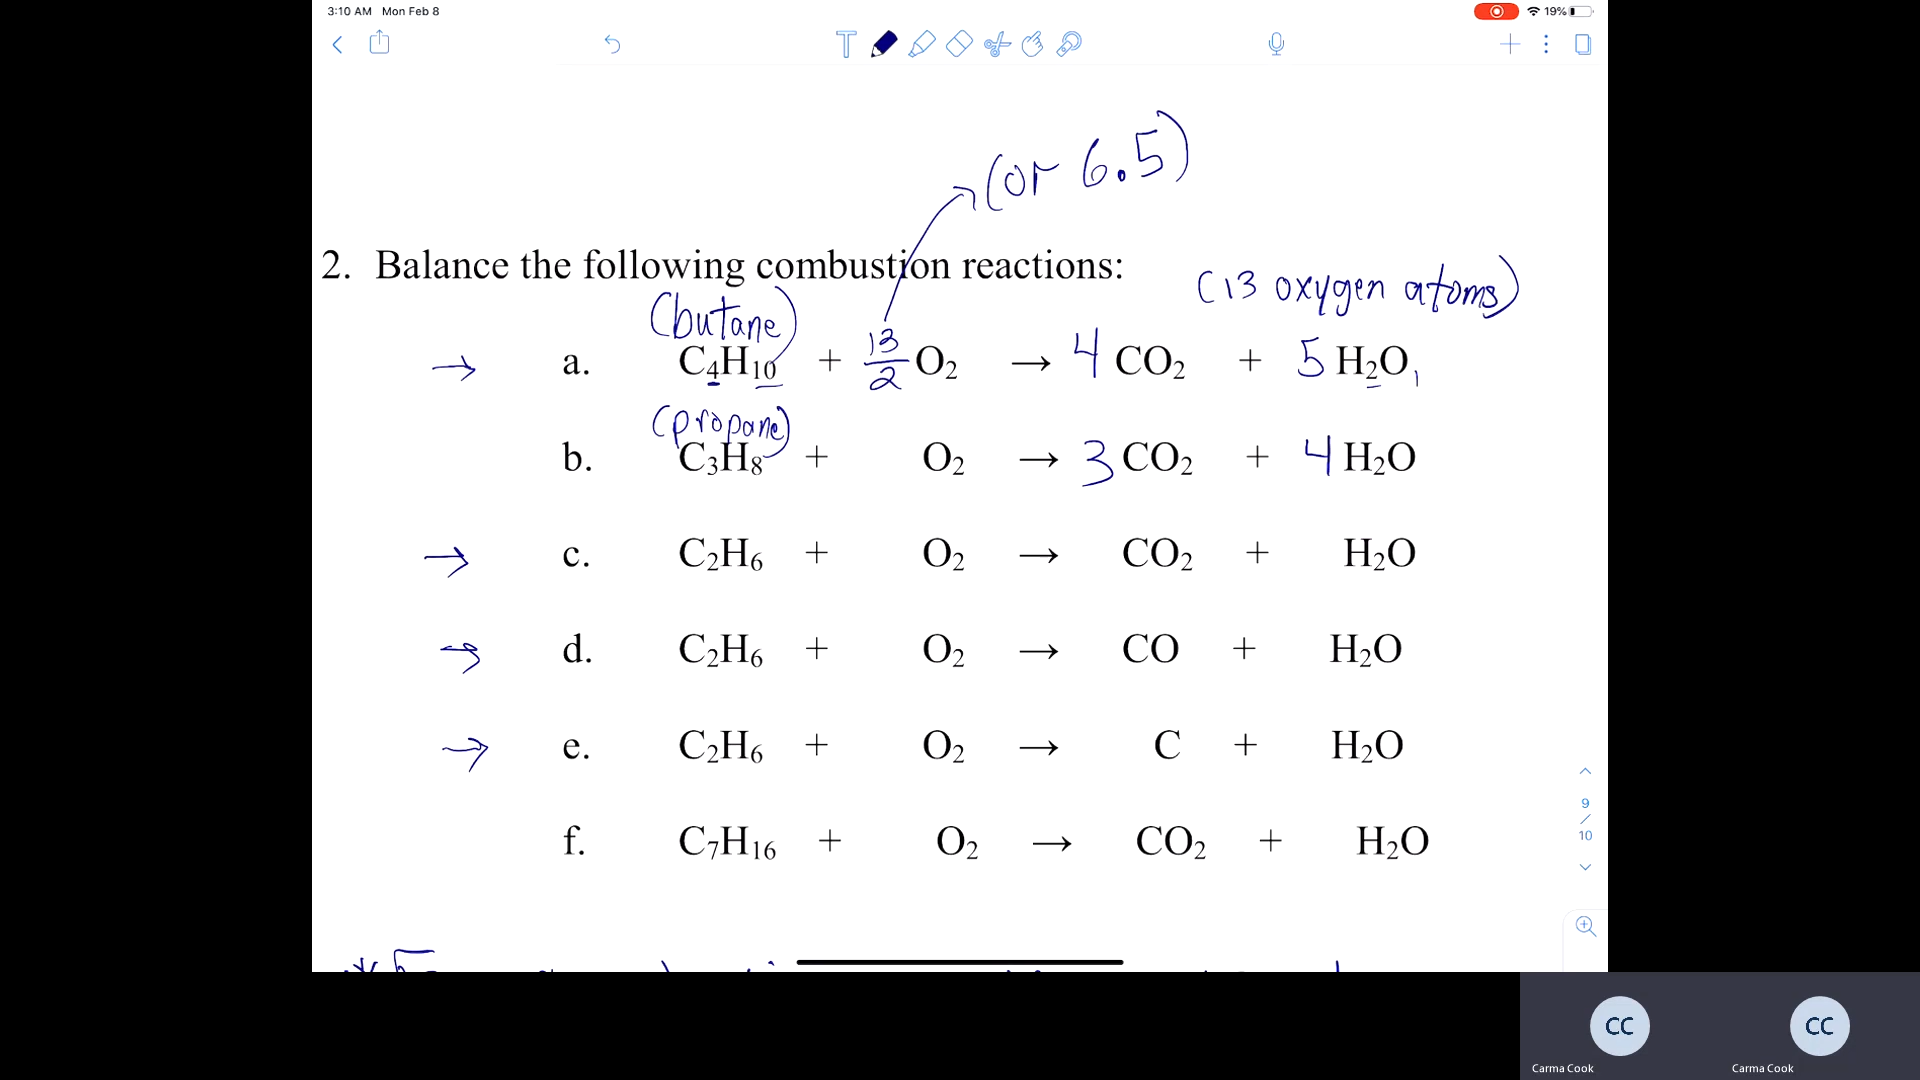 3:10 AM Mon Feb 8
19%
T
(or 6.5)
2. Balance the following combustion reactions:
(13 oxygen atoms)
(butane)
→ a. C₄H₁₀ + 13/2 O₂ → 4 CO₂ + 5 H₂O₁
(propane)
b. C₃H₈ + O₂ → 3 CO₂ + 4 H₂O
→ c. C₂H₆ + O₂ → CO₂ + H₂O
→ d. C₂H₆ + O₂ → CO + H₂O
→ e. C₂H₆ + O₂ → C + H₂O
f. C₇H₁₆ + O₂ → CO₂ + H₂O
9
/
10
CC CC
Carma Cook Carma Cook